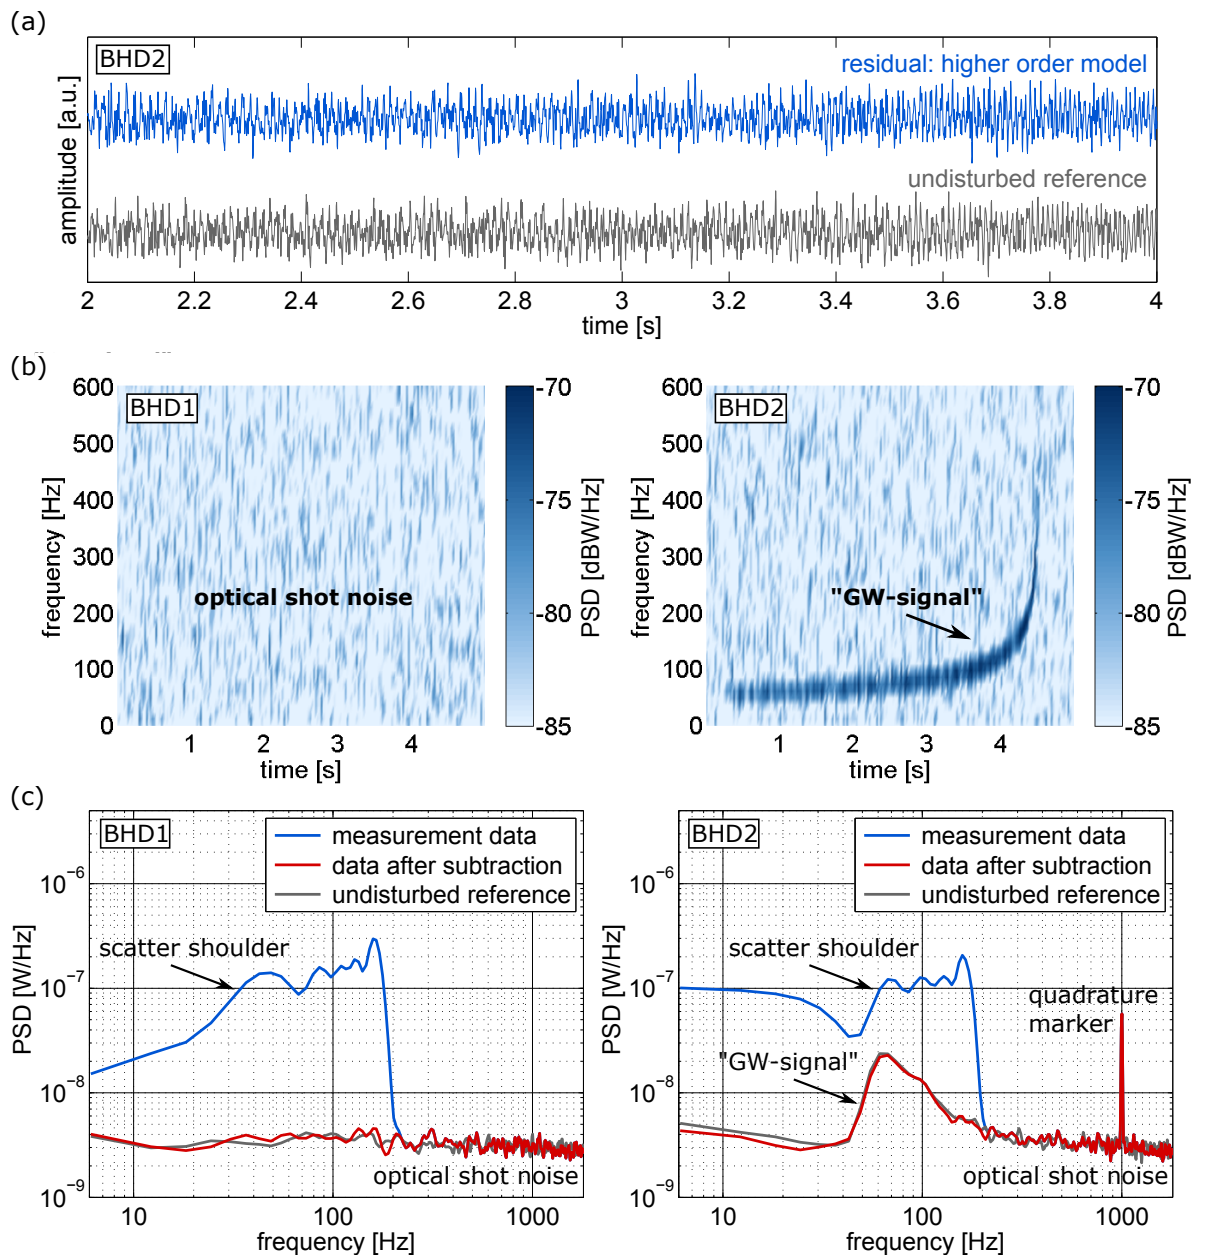 (a)
BHD2
residual: higher order model
undisturbed reference
amplitude [a.u.]
2 2.2 2.4 2.6 2.8 3 3.2 3.4 3.6 3.8 4
time [s]
(b)
BHD1
600
500
400
300
200
100
0
frequency [Hz]
optical shot noise
1 2 3 4
time [s]
-70
-75
-80
-85
PSD [dBW/Hz]
BHD2
600
500
400
300
200
100
0
frequency [Hz]
"GW-signal"
1 2 3 4
time [s]
-70
-75
-80
-85
PSD [dBW/Hz]
(c)
BHD1
measurement data
data after subtraction
undisturbed reference
10⁻⁶
10⁻⁷
10⁻⁸
10⁻⁹
PSD [W/Hz]
scatter shoulder
optical shot noise
10 100 1000
frequency [Hz]
BHD2
measurement data
data after subtraction
undisturbed reference
10⁻⁶
10⁻⁷
10⁻⁸
10⁻⁹
PSD [W/Hz]
scatter shoulder
quadrature
marker
"GW-signal"
optical shot noise
10 100 1000
frequency [Hz]